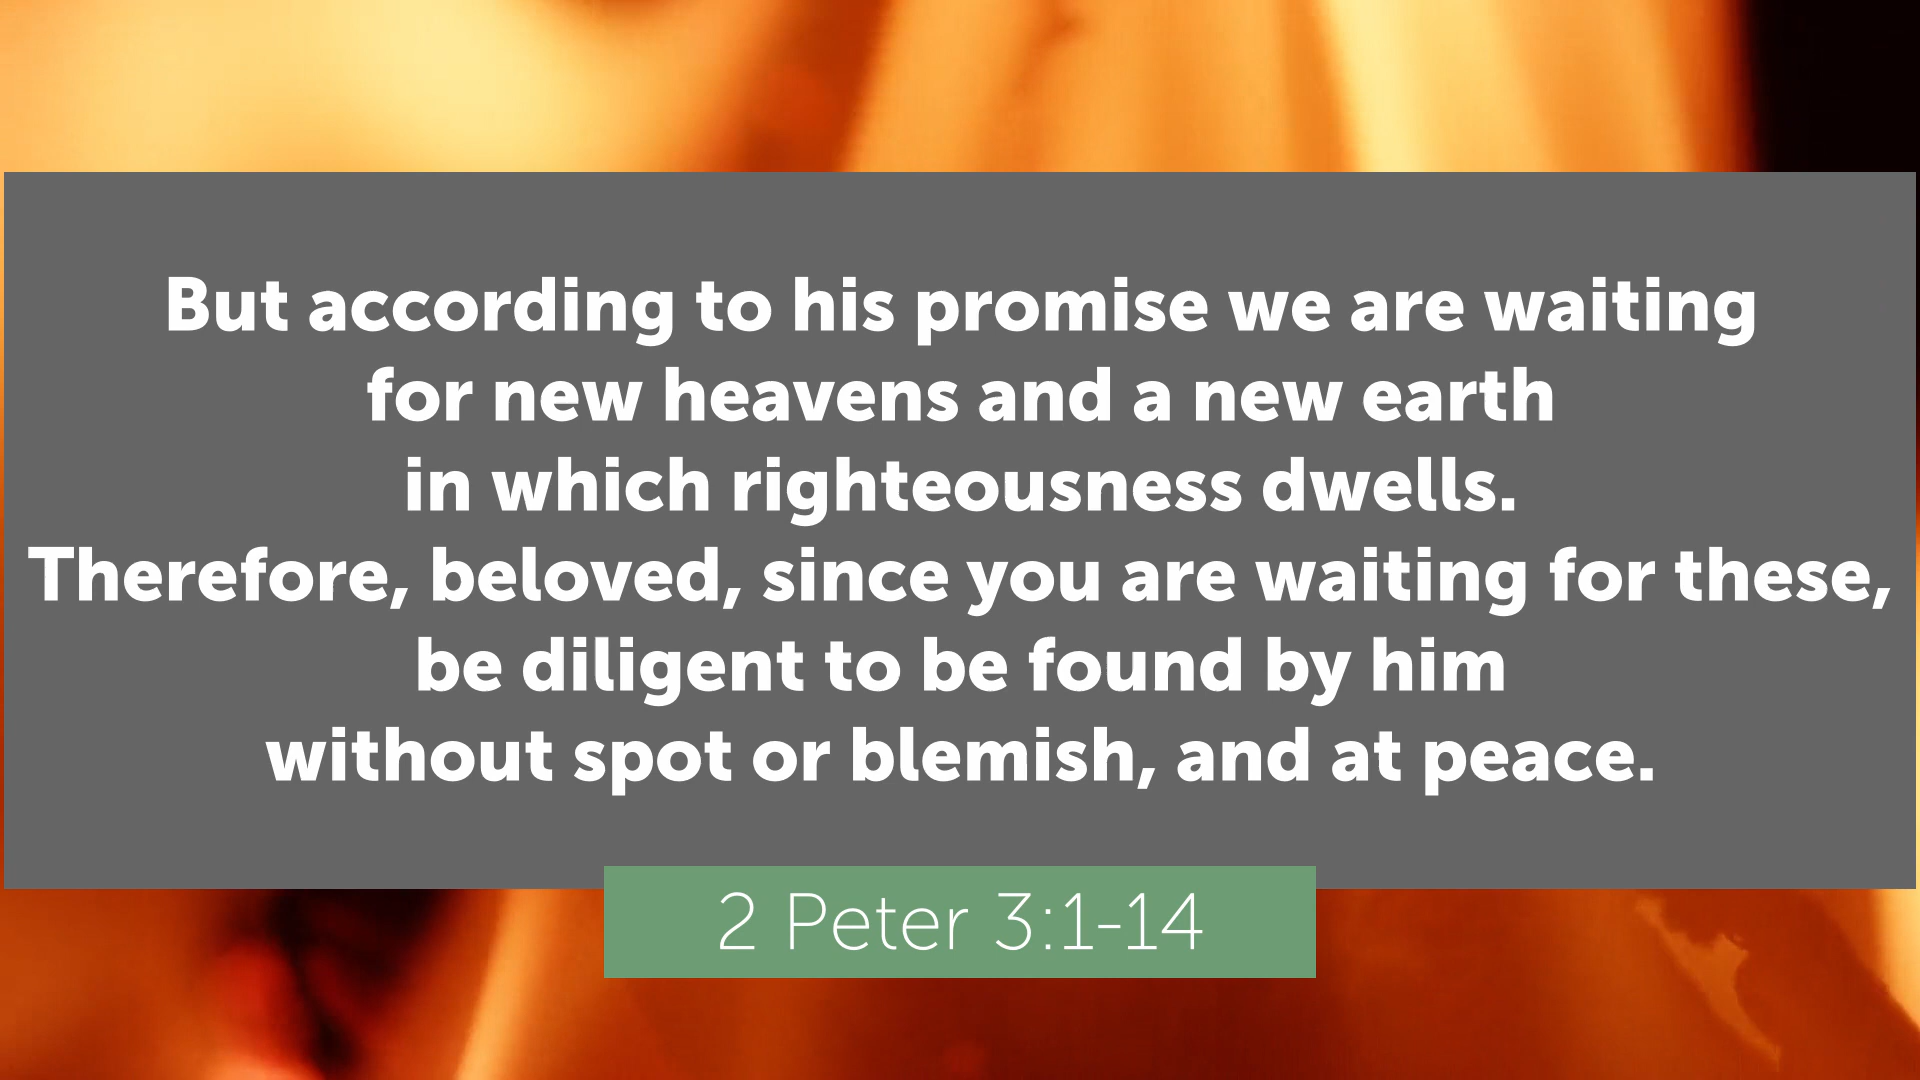 But according to his promise we are waiting
for new heavens and a new earth
in which righteousness dwells.
Therefore, beloved, since you are waiting for these,
be diligent to be found by him
without spot or blemish, and at peace.
2 Peter 3:1-14